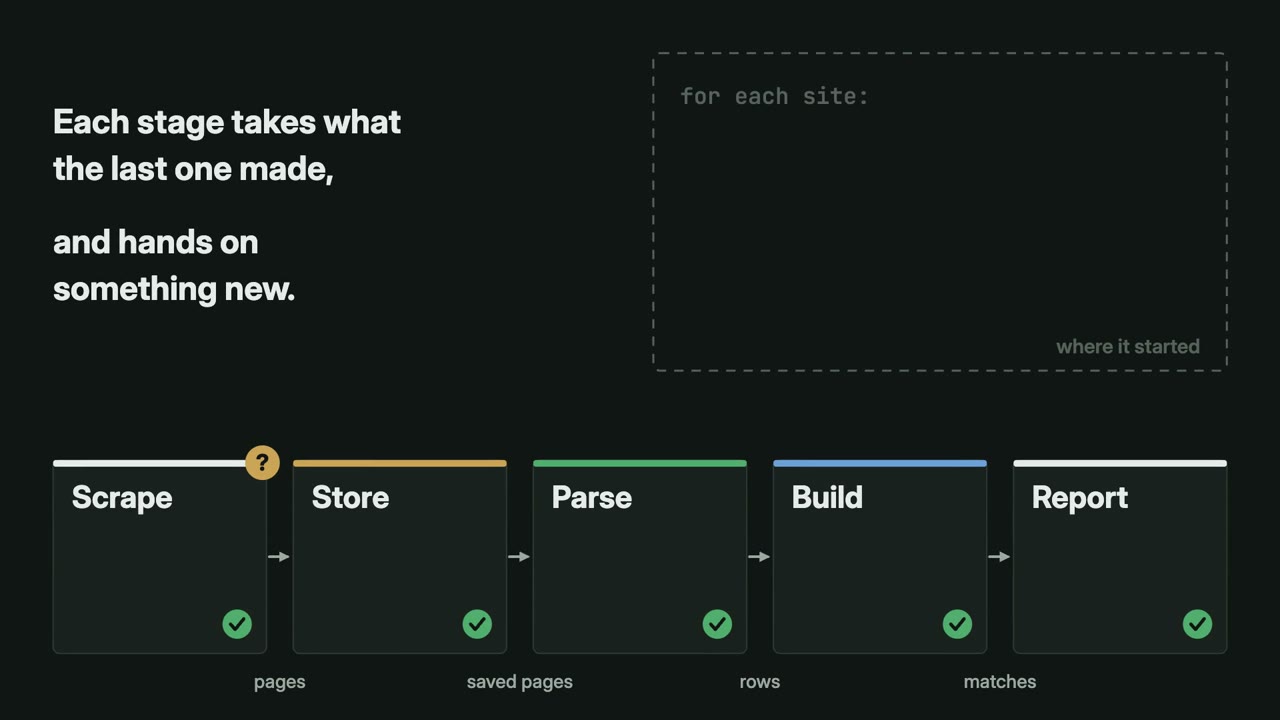 Each stage takes what
the last one made,
and hands on
something new.
for each site:
where it started
?
Scrape
Store
Parse
Build
Report
pages
saved pages
rows
matches